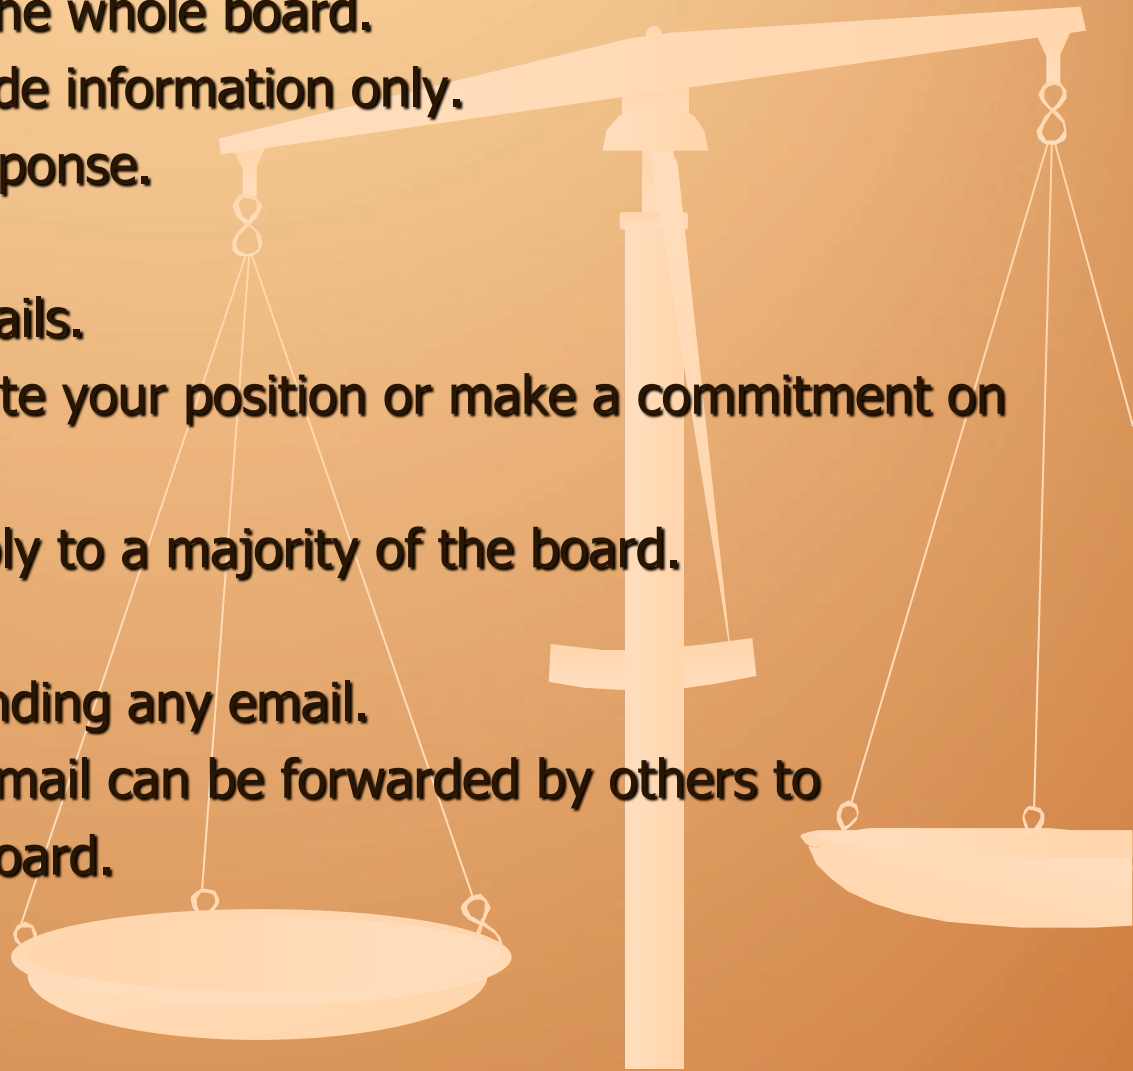 he whole board.
de information only.
ponse.
ails.
te your position or make a commitment on
ly to a majority of the board.
nding any email.
mail can be forwarded by others to
oard.